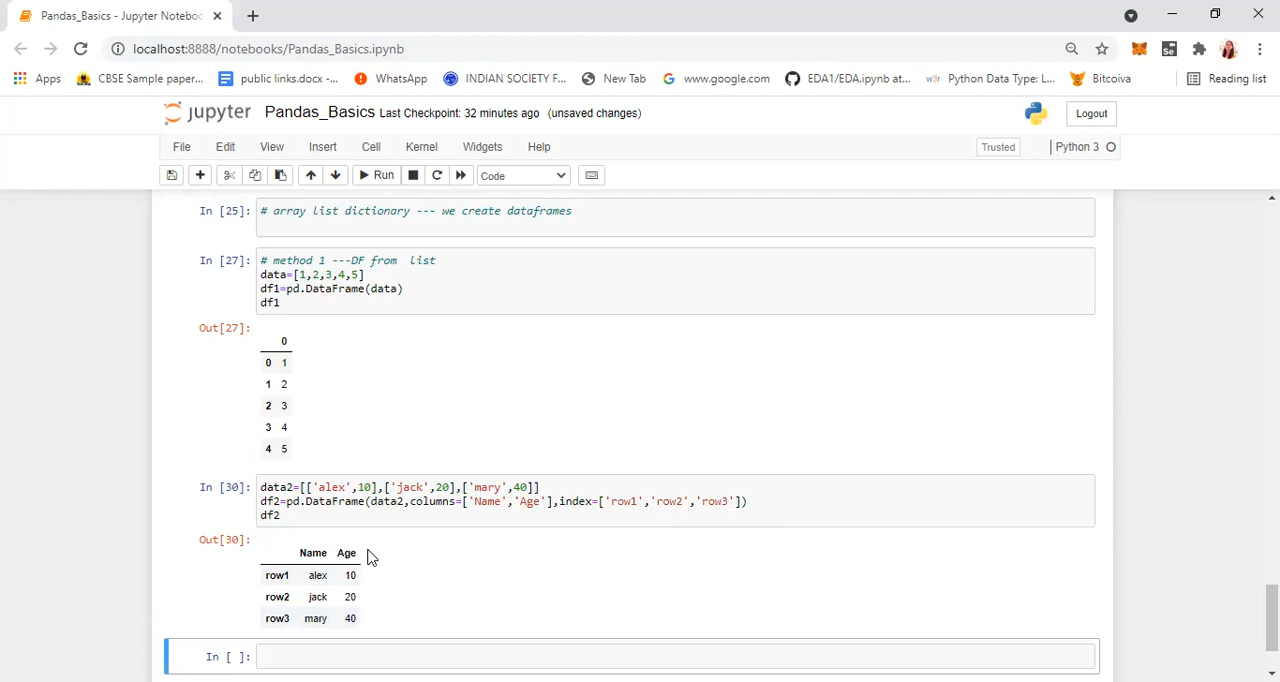 Pandas_Basics - Jupyter Noteboo
localhost:8888/notebooks/Pandas_Basics.ipynb
Apps CBSE Sample paper... public links.docx -... WhatsApp INDIAN SOCIETY F... New Tab www.google.com EDA1/EDA.ipynb at... w3r Python Data Type: L... Bitcoiva Reading list
jupyter Pandas_Basics Last Checkpoint: 32 minutes ago (unsaved changes) Logout
File Edit View Insert Cell Kernel Widgets Help Trusted Python 3
Run Code
In [25]: # array list dictionary --- we create dataframes
In [27]: # method 1 ---DF from  list
data=[1,2,3,4,5]
df1=pd.DataFrame(data)
df1
Out[27]:
0
0 1
1 2
2 3
3 4
4 5
In [30]: data2=[['alex',10],['jack',20],['mary',40]]
df2=pd.DataFrame(data2,columns=['Name','Age'],index=['row1','row2','row3'])
df2
Out[30]:
Name Age
row1 alex 10
row2 jack 20
row3 mary 40
In [ ]: